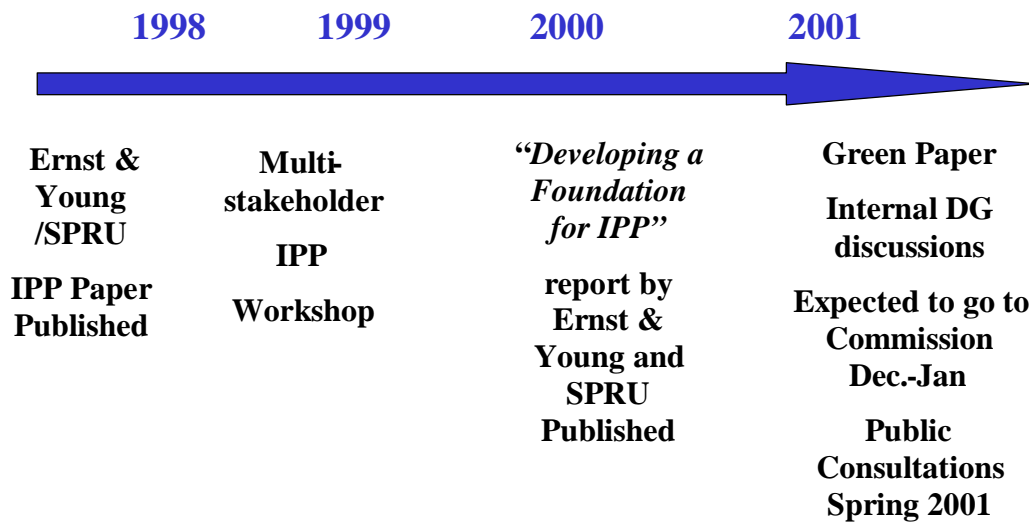 1998 1999 2000 2001
Ernst &
Young
/SPRU
IPP Paper
Published
Multi-
stakeholder
IPP
Workshop
“Developing a
Foundation
for IPP”
report by
Ernst &
Young and
SPRU
Published
Green Paper
Internal DG
discussions
Expected to go to
Commission
Dec.-Jan
Public
Consultations
Spring 2001